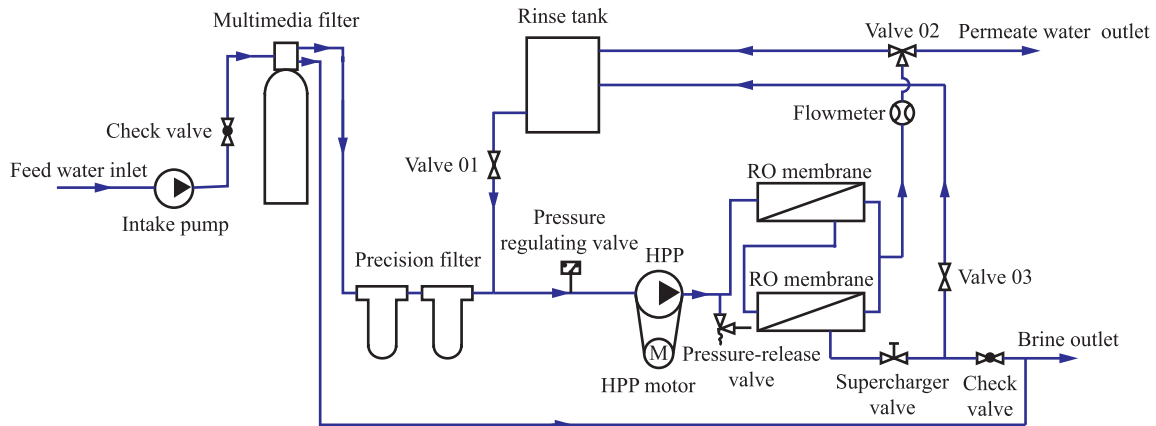 Multimedia filter
Rinse tank
Valve 02
Permeate water outlet
Check valve
Flowmeter
Feed water inlet
Valve 01
RO membrane
Intake pump
Pressure
regulating valve
HPP
Precision filter
RO membrane
Valve 03
M
Pressure-release
valve
Brine outlet
HPP motor
Supercharger
valve
Check
valve